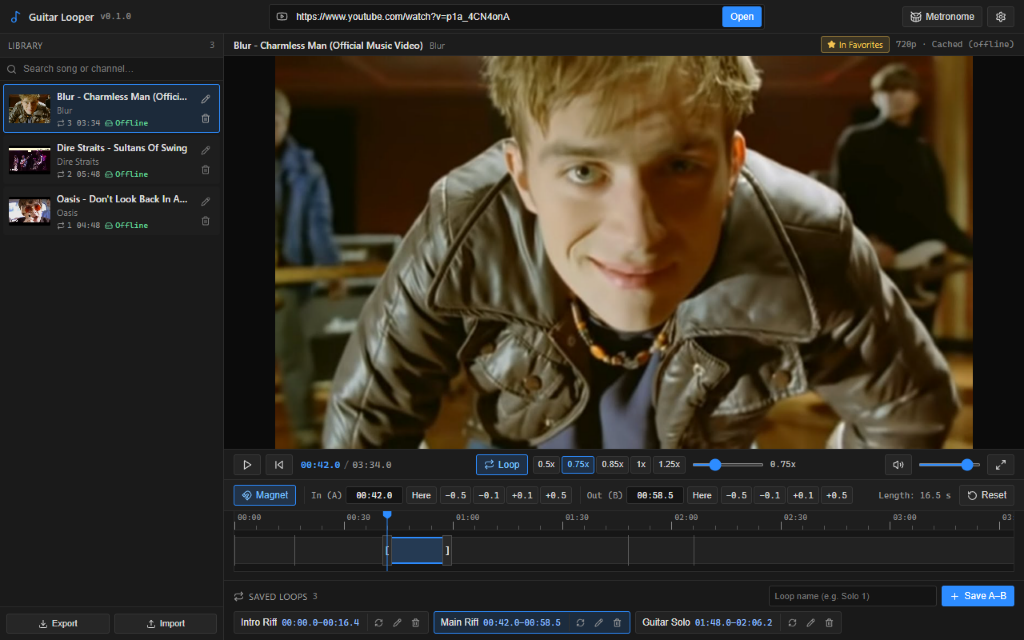 Guitar Looper v0.1.0
https://www.youtube.com/watch?v=p1a_4CN4onA
Open
Metronome
LIBRARY 3
Search song or channel...
Blur - Charmless Man (Offici...
Blur
3 03:34 Offline
Dire Straits - Sultans Of Swing
Dire Straits
2 05:48 Offline
Oasis - Don't Look Back In A...
Oasis
1 04:48 Offline
Export
Import
Blur - Charmless Man (Official Music Video) Blur
In Favorites
720p · Cached (offline)
00:42.0 / 03:34.0
Loop
0.5x 0.75x 0.85x 1x 1.25x
0.75x
Magnet
In (A) 00:42.0 Here −0.5 −0.1 +0.1 +0.5
Out (B) 00:58.5 Here −0.5 −0.1 +0.1 +0.5
Length: 16.5 s
Reset
00:00 00:30 01:00 01:30 02:00 02:30 03:00 03
[ ]
SAVED LOOPS 3
Loop name (e.g. Solo 1)
+ Save A–B
Intro Riff 00:00.0–00:16.4
Main Riff 00:42.0–00:58.5
Guitar Solo 01:48.0–02:06.2